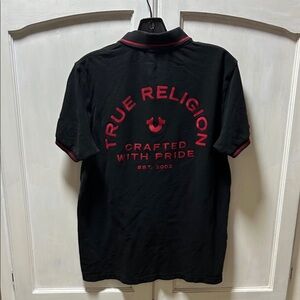 TRUE RELIGION
CRAFTED
WITH PRIDE
EST. 2002